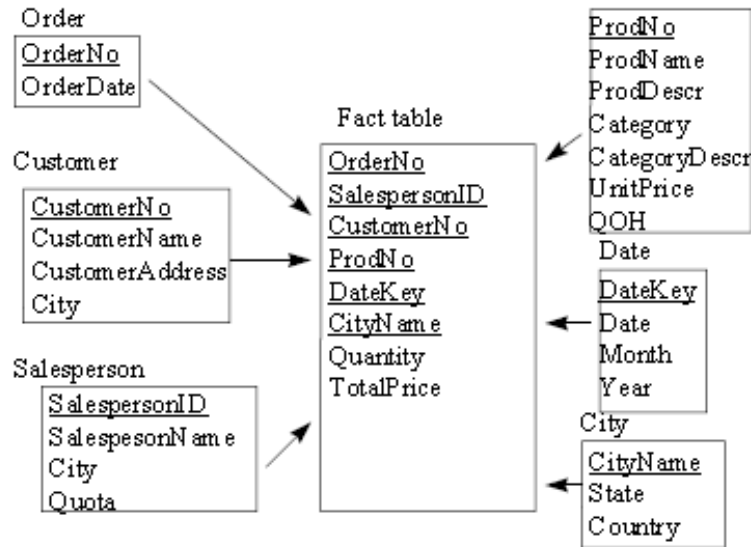 Order
OrderNo
OrderDate
Customer
CustomerNo
CustomerName
CustomerAddress
City
Salesperson
SalespersonID
SalespesonName
City
Quota
Fact table
OrderNo
SalespersonID
CustomerNo
ProdNo
DateKey
CityName
Quantity
TotalPrice
ProdNo
ProdName
ProdDescr
Category
CategoryDescr
UnitPrice
QOH
Date
DateKey
Date
Month
Year
City
CityName
State
Country